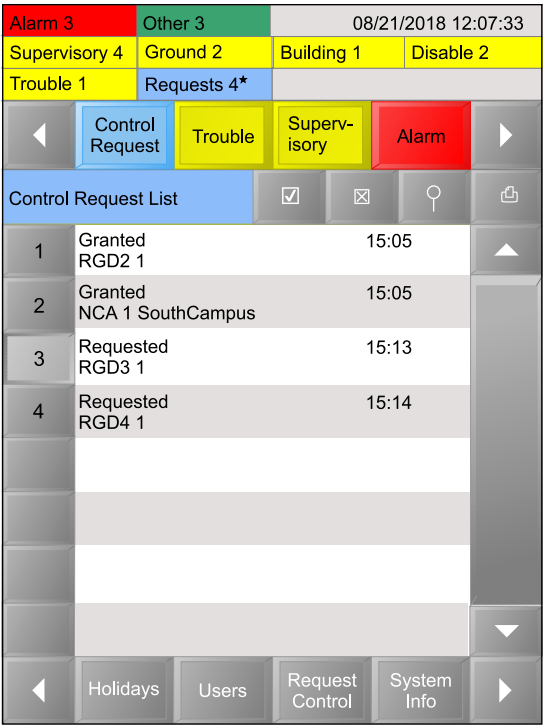 Alarm 3 Other 3 08/21/2018 12:07:33
Supervisory 4 Ground 2 Building 1 Disable 2
Trouble 1 Requests 4★
Control
Request
Trouble
Superv-
isory
Alarm
Control Request List
1 Granted 15:05
RGD2 1
2 Granted 15:05
NCA 1 SouthCampus
3 Requested 15:13
RGD3 1
4 Requested 15:14
RGD4 1
Holidays
Users
Request
Control
System
Info